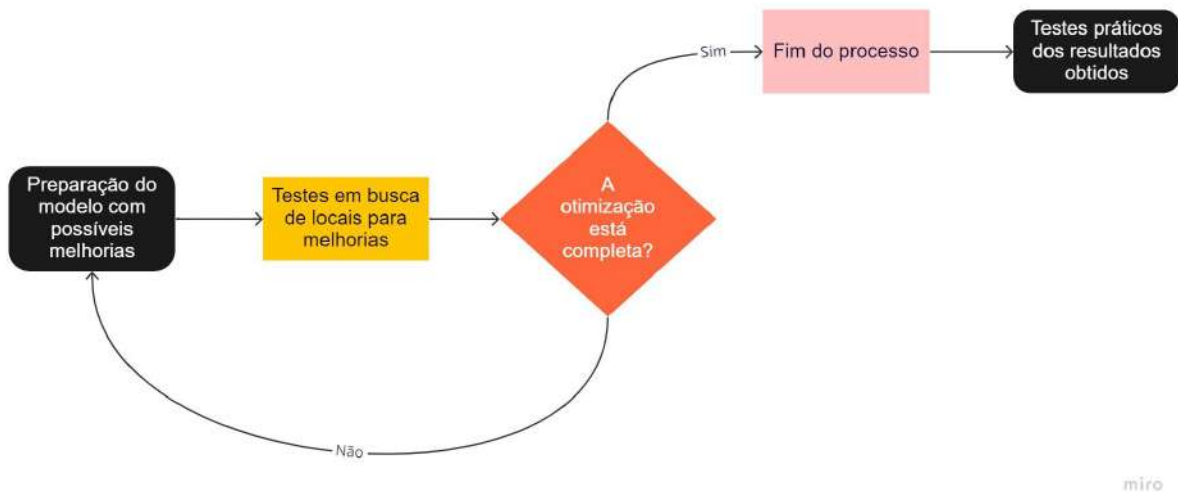 Preparação do
modelo com
possíveis
melhorias
Testes em busca
de locais para
melhorias
A
otimização
está
completa?
Sim
Fim do processo
Testes práticos
dos resultados
obtidos
Não
miro